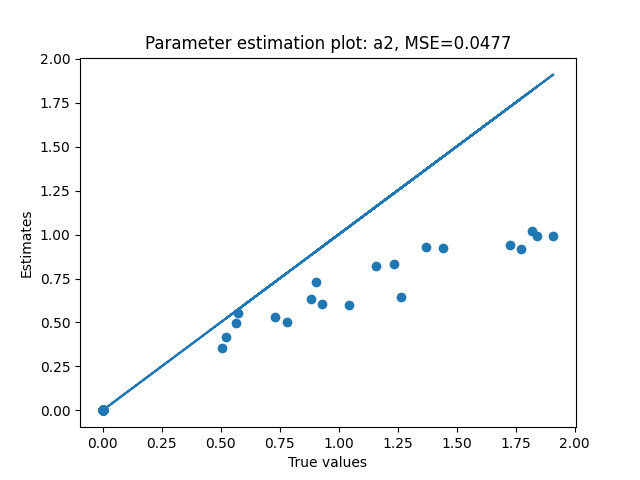 Parameter estimation plot: a2, MSE=0.0477
2.00
1.75
1.50
1.25
1.00
0.75
0.50
0.25
0.00
Estimates
0.00 0.25 0.50 0.75 1.00 1.25 1.50 1.75 2.00
True values